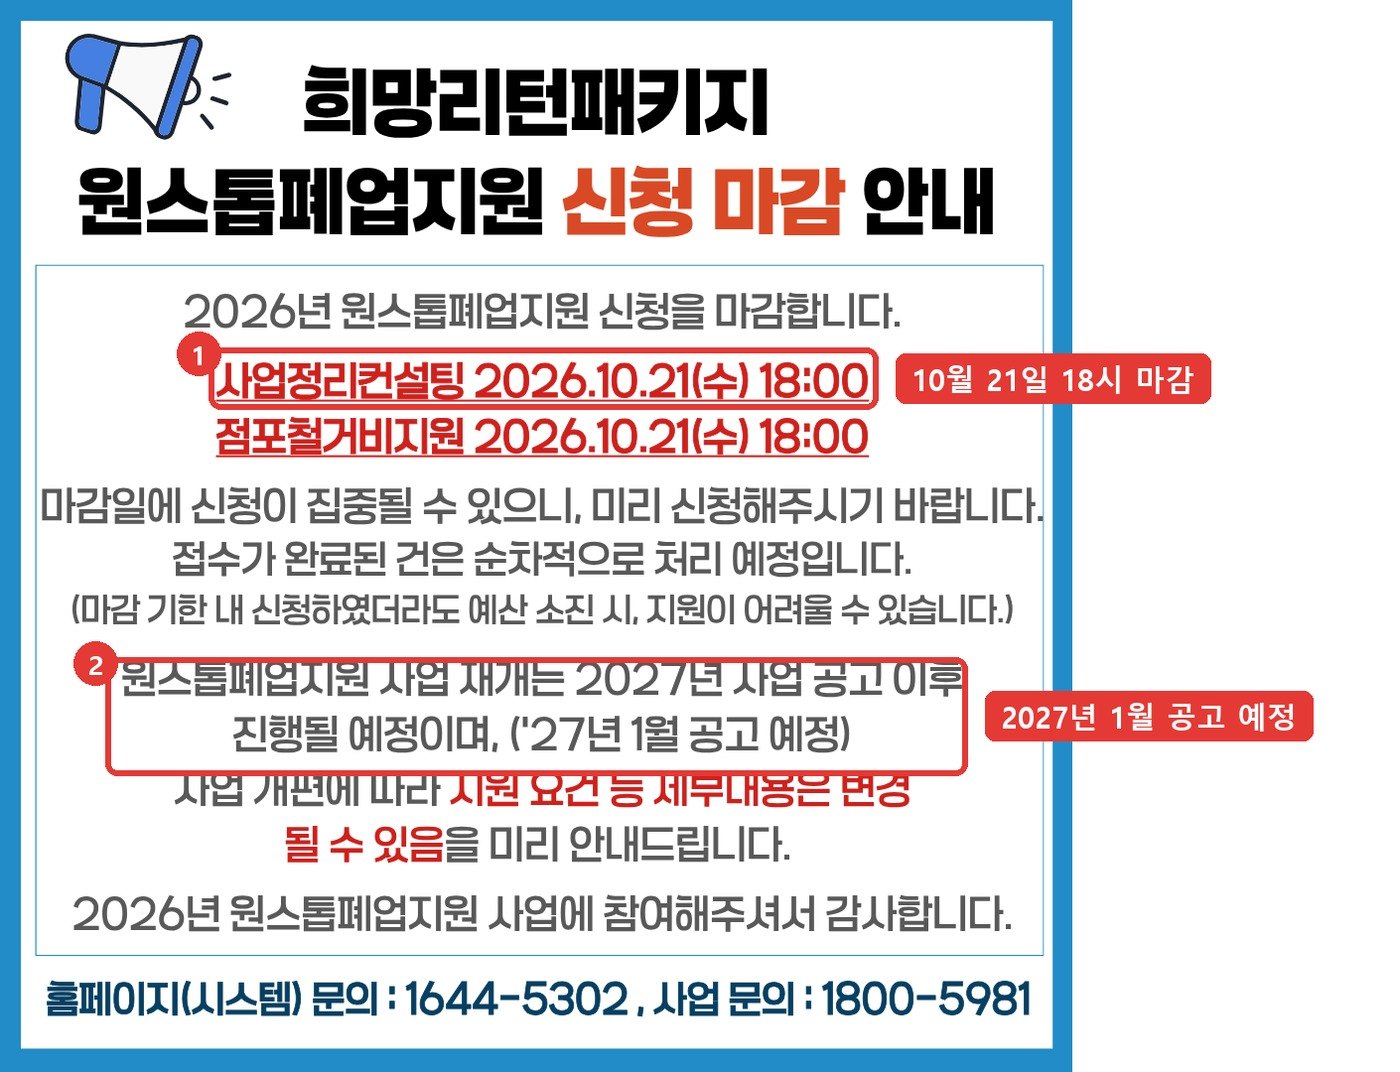 희망리턴패키지
원스톱폐업지원 신청 마감 안내
2026년 원스톱폐업지원 신청을 마감합니다.
1
사업정리컨설팅 2026.10.21(수) 18:00
10월 21일 18시 마감
점포철거비지원 2026.10.21(수) 18:00
마감일에 신청이 집중될 수 있으니, 미리 신청해주시기 바랍니다.
접수가 완료된 건은 순차적으로 처리 예정입니다.
(마감 기한 내 신청하였더라도 예산 소진 시, 지원이 어려울 수 있습니다.)
2
원스톱폐업지원 사업 재개는 2027년 사업 공고 이후
진행될 예정이며, ('27년 1월 공고 예정)
2027년 1월 공고 예정
사업 개편에 따라 지원 요건 등 세부내용은 변경
될 수 있음을 미리 안내드립니다.
2026년 원스톱폐업지원 사업에 참여해주셔서 감사합니다.
홈페이지(시스템) 문의 : 1644-5302 , 사업 문의 : 1800-5981